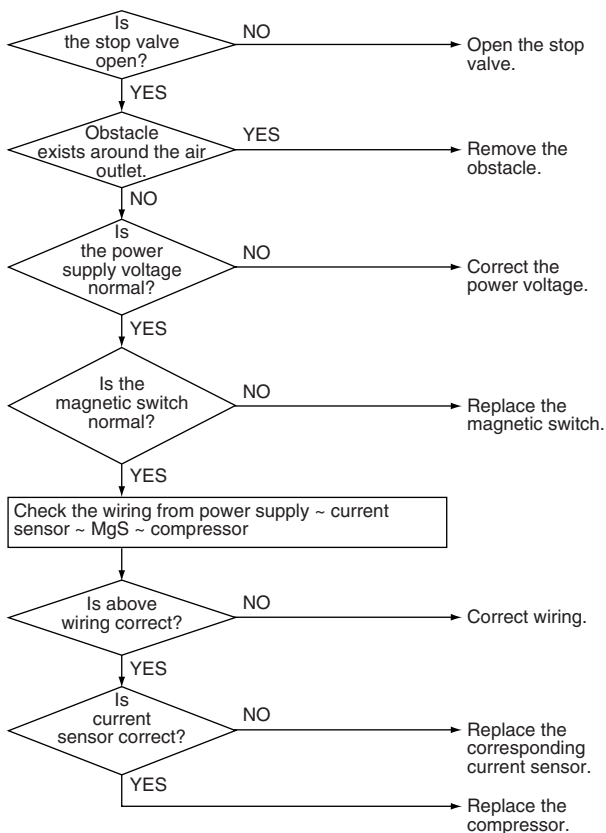 Is
the stop valve
open?
NO
Open the stop
valve.
YES
Obstacle
exists around the air
outlet.
YES
Remove the
obstacle.
NO
Is
the power
supply voltage
normal?
NO
Correct the
power voltage.
YES
Is the
magnetic switch
normal?
NO
Replace the
magnetic switch.
YES
Check the wiring from power supply ~ current
sensor ~ MgS ~ compressor
Is above
wiring correct?
NO
Correct wiring.
YES
Is
current
sensor correct?
NO
Replace the
corresponding
current sensor.
YES
Replace the
compressor.